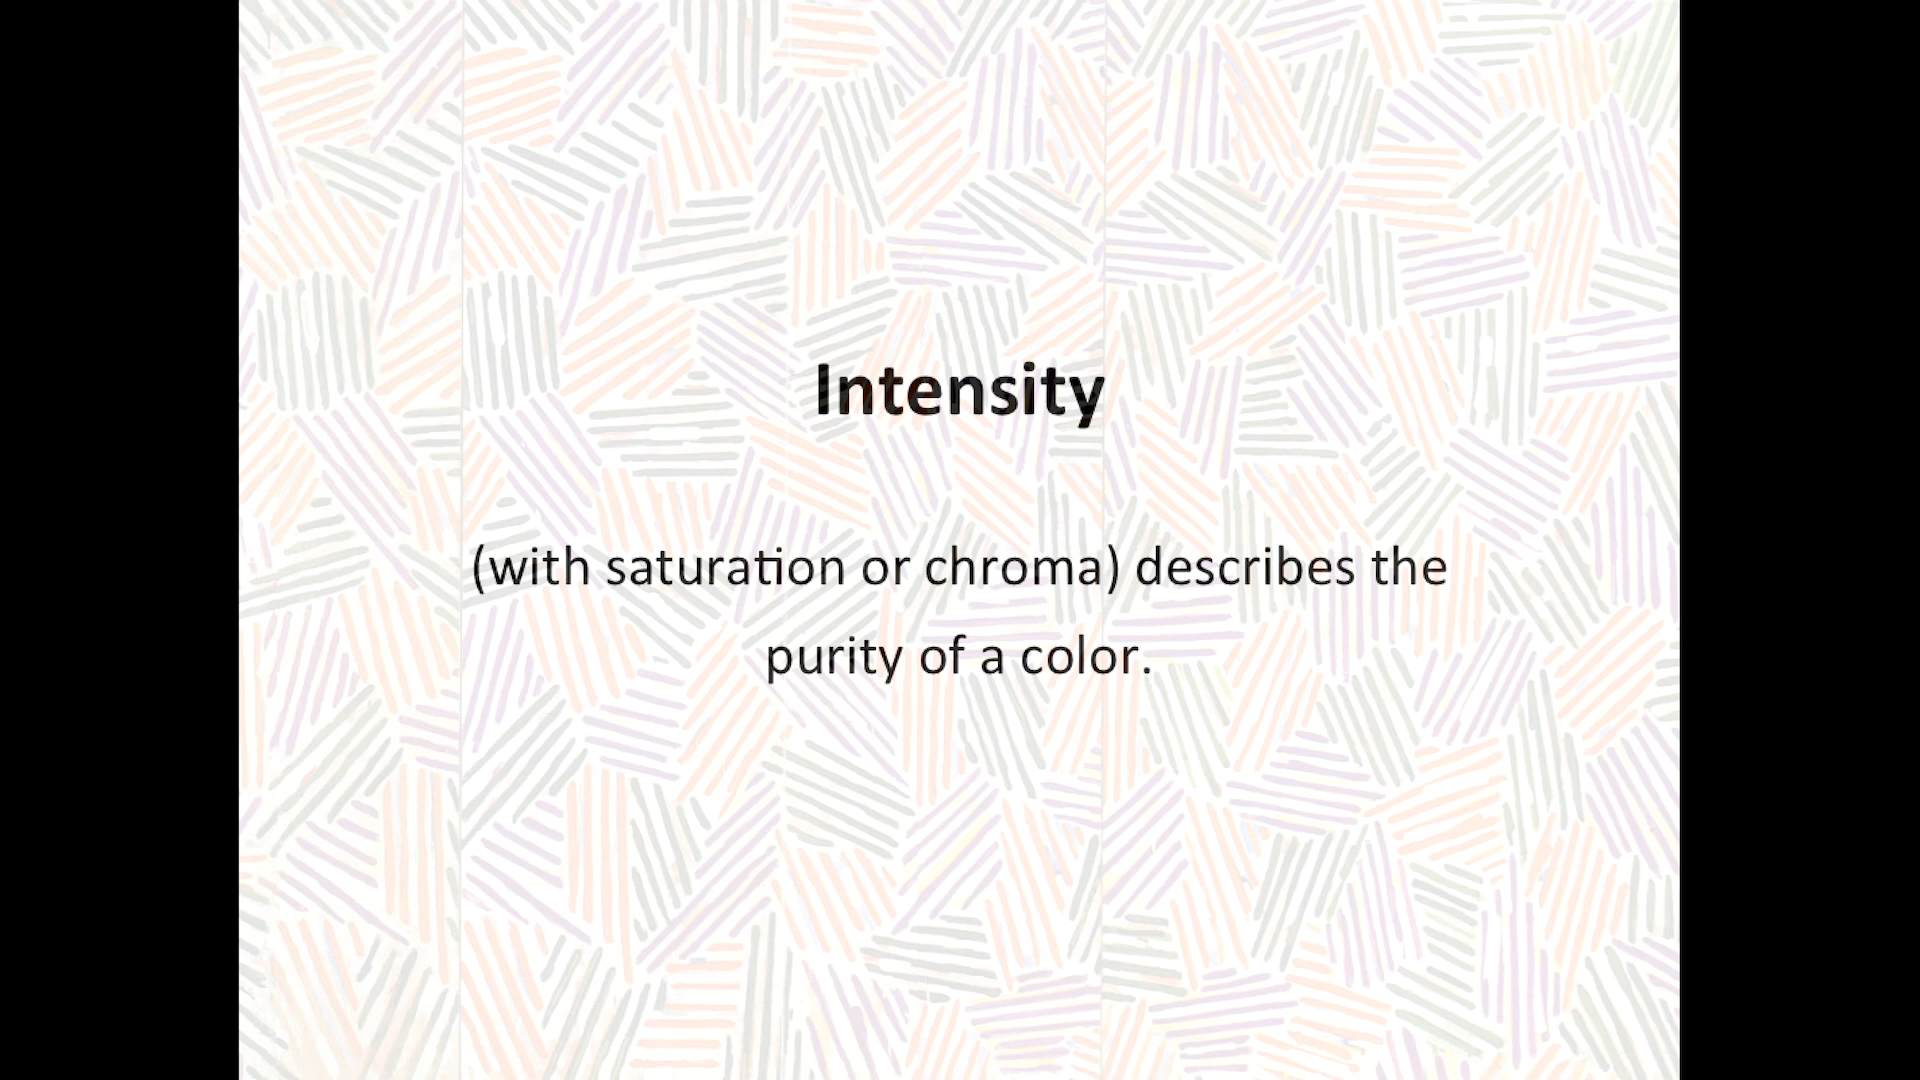 Intensity
(with saturation or chroma) describes the
purity of a color.